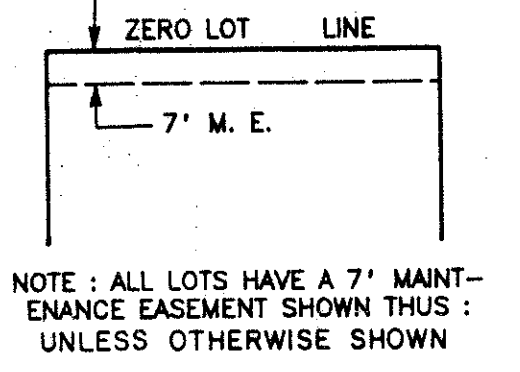 ZERO LOT LINE
7' M. E.
NOTE : ALL LOTS HAVE A 7' MAINT-
ENANCE EASEMENT SHOWN THUS :
UNLESS OTHERWISE SHOWN